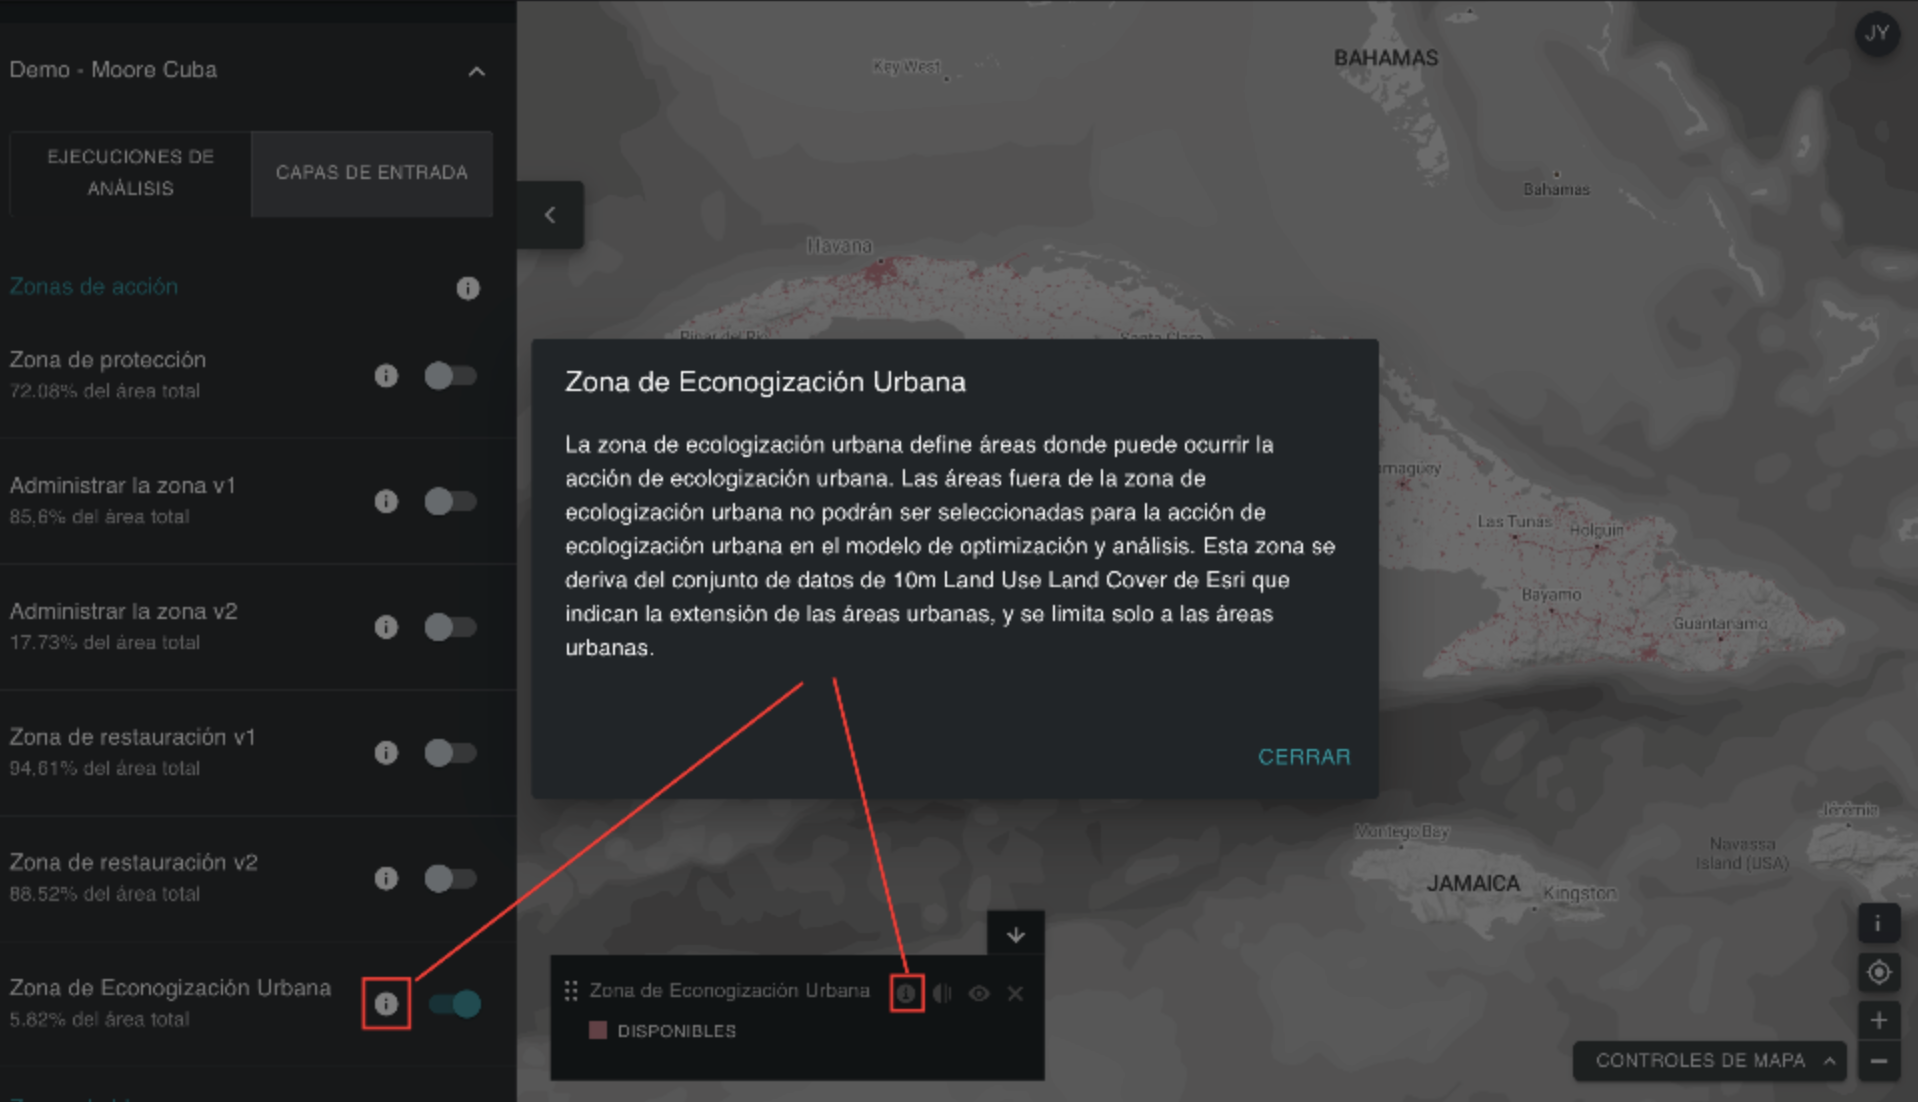 Demo - Moore Cuba
EJECUCIONES DE
ANÁLISIS
CAPAS DE ENTRADA
Zonas de acción
Zona de protección
72.08% del área total
Administrar la zona v1
85,6% del área total
Administrar la zona v2
17.73% del área total
Zona de restauración v1
94,61% del área total
Zona de restauración v2
88.52% del área total
Zona de Econogización Urbana
5.82% del área total
JY
Key West
BAHAMAS
Bahamas
Havana
Pinar del Rí
Santa Clara
Zona de Econogización Urbana
La zona de ecologización urbana define áreas donde puede ocurrir la
acción de ecologización urbana. Las áreas fuera de la zona de
ecologización urbana no podrán ser seleccionadas para la acción de
ecologización urbana en el modelo de optimización y análisis. Esta zona se
deriva del conjunto de datos de 10m Land Use Land Cover de Esri que
indican la extensión de las áreas urbanas, y se limita solo a las áreas
urbanas.
CERRAR
maguey
Las Tunas
Holguin
Bayamo
Guantanamo
Montego Bay
JAMAICA
Kingston
Jérémie
Navassa
Island (USA)
Zona de Econogización Urbana
DISPONIBLES
CONTROLES DE MAPA